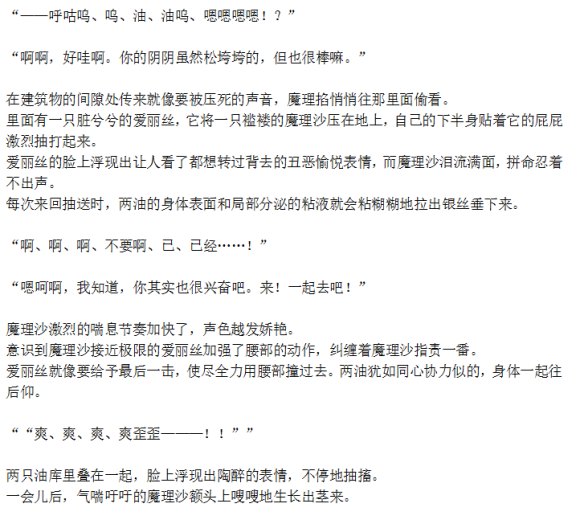 “——呼咕呜、呜、油、油呜、嗯嗯嗯嗯！？”
“啊啊，好哇啊。你的阴阴虽然松垮垮的，但也很棒嘛。”
在建筑物的间隙处传来就像要被压死的声音，魔理掐悄悄往那里面偷看。
里面有一只脏兮兮的爱丽丝，它将一只褴褛的魔理沙压在地上，自己的下半身贴着它的屁屁
激烈抽打起来。
爱丽丝的脸上浮现出让人看了都想转过背去的丑恶愉悦表情，而魔理沙泪流满面，拼命忍着
不出声。
每次来回抽送时，两油的身体表面和局部分泌的粘液就会粘糊糊地拉出银丝垂下来。
“啊、啊、啊、不要啊、已、已经……！”
“嗯呵啊，我知道，你其实也很兴奋吧。来！一起去吧！”
魔理沙激烈的喘息节奏加快了，声色越发娇艳。
意识到魔理沙接近极限的爱丽丝加强了腰部的动作，纠缠着魔理沙指责一番。
爱丽丝就像要给予最后一击，使尽全力用腰部撞过去。两油犹如同心协力似的，身体一起往
后仰。
““爽、爽、爽、爽歪歪———！！””
两只油库里叠在一起，脸上浮现出陶醉的表情，不停地抽搐。
一会儿后，气喘吁吁的魔理沙额头上嗖嗖地生长出茎来。